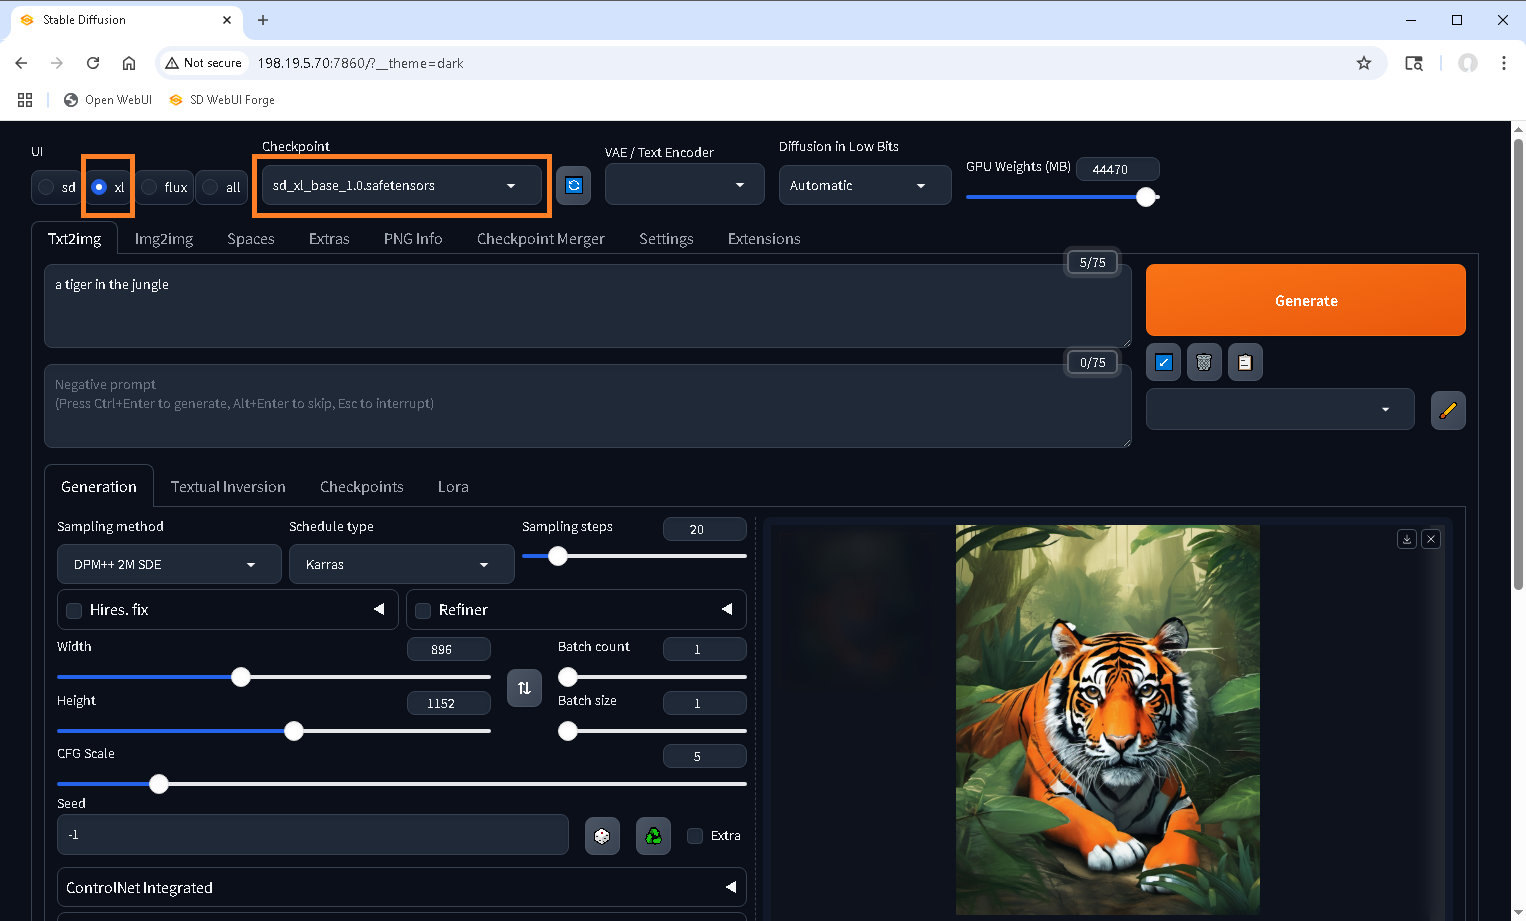 Stable Diffusion
Not secure 198.19.5.70:7860/?__theme=dark
Open WebUI SD WebUI Forge
UI
sd xl flux all
Checkpoint
sd_xl_base_1.0.safetensors
VAE / Text Encoder
Diffusion in Low Bits
Automatic
GPU Weights (MB) 44470
Txt2img Img2img Spaces Extras PNG Info Checkpoint Merger Settings Extensions
5/75
a tiger in the jungle
Generate
0/75
Negative prompt
(Press Ctrl+Enter to generate, Alt+Enter to skip, Esc to interrupt)
Generation Textual Inversion Checkpoints Lora
Sampling method
DPM++ 2M SDE
Schedule type
Karras
Sampling steps 20
Hires. fix
Refiner
Width 896
Height 1152
Batch count 1
Batch size 1
CFG Scale 5
Seed
-1
Extra
ControlNet Integrated